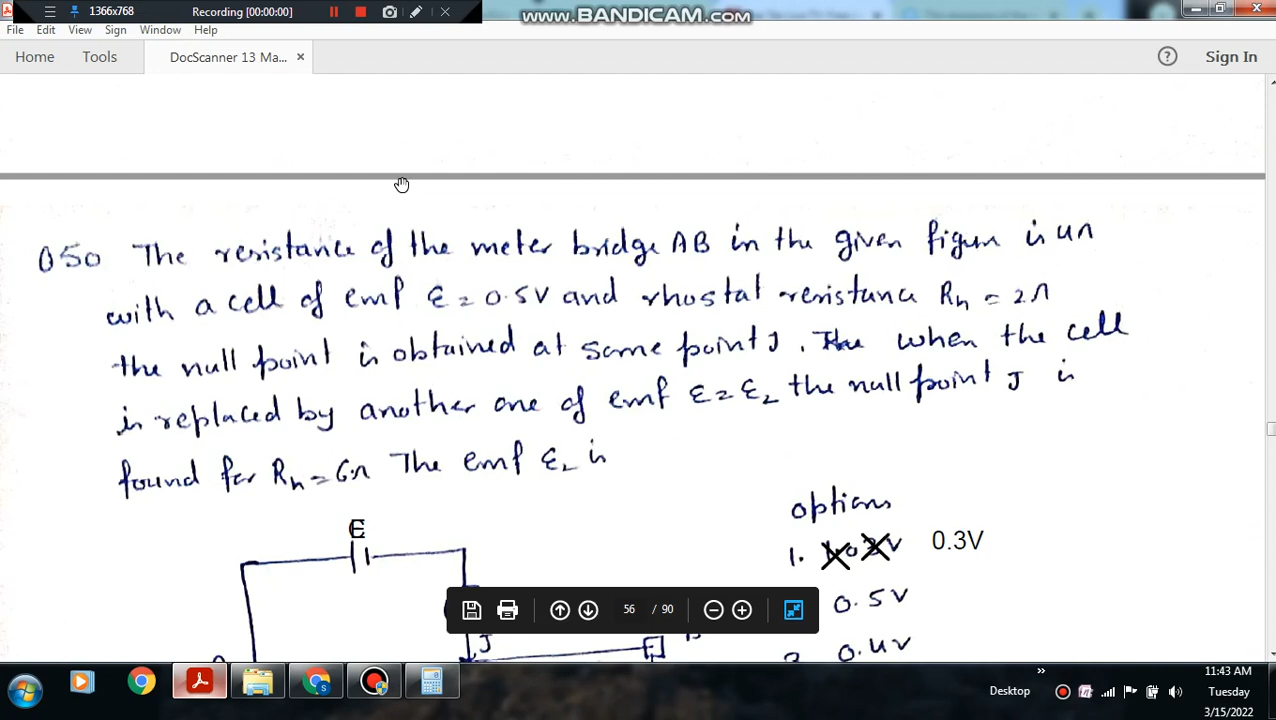 1366x768
Recording [00:00:00]
www.BANDICAM.com
File Edit View Sign Window Help
Home Tools DocScanner 13 Ma... ×
? Sign In
Q50 The resistance of the meter bridge AB in the given figure is 4Ω
with a cell of emf ε = 0.5V and rhostat resistance Rh = 2Ω
the null point is obtained at some point J. The when the cell
is replaced by another one of emf ε = ε2 the null point J is
found for Rh = 6Ω The emf ε2 is
options
E
1. 0.3V
0.5V
56 / 90
J B
0.4V
11:43 AM
Desktop
Tuesday
3/15/2022